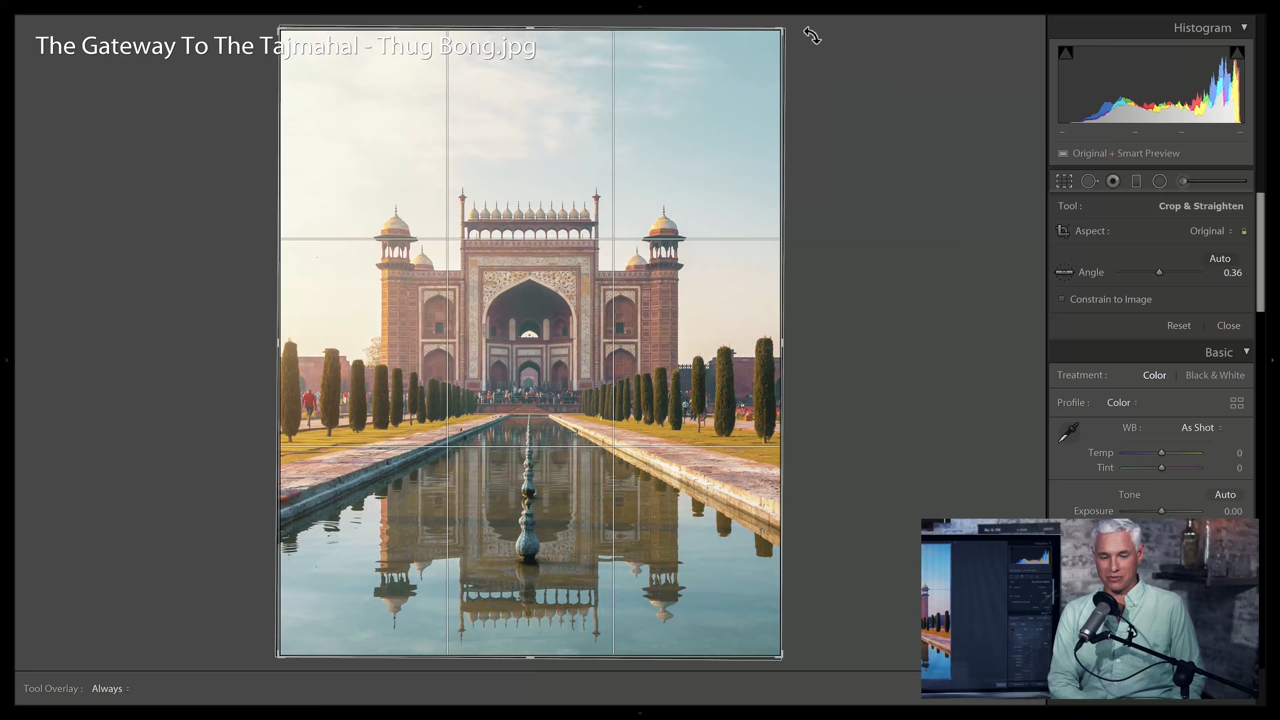 The Gateway To The Tajmahal - Thug Bong.jpg
Histogram
Original + Smart Preview
Tool : Crop & Straighten
Aspect : Original
Auto
Angle 0.36
Constrain to Image
Reset Close
Basic
Treatment : Color Black & White
Profile : Color
WB : As Shot
Temp 0
Tint 0
Tone Auto
Exposure 0.00
Tool Overlay : Always